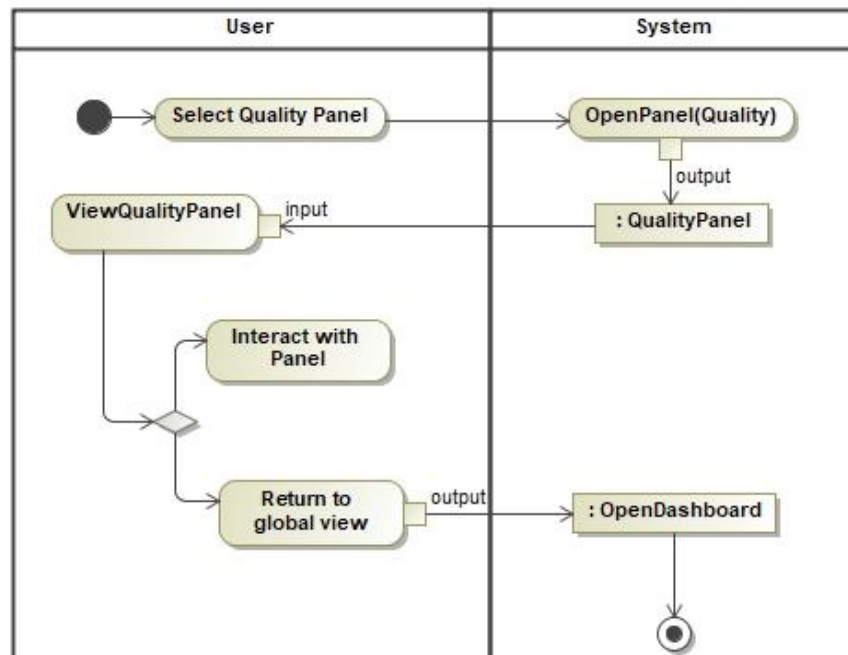 User
System
Select Quality Panel
OpenPanel(Quality)
output
ViewQualityPanel
input
: QualityPanel
Interact with
Panel
Return to
global view
output
: OpenDashboard